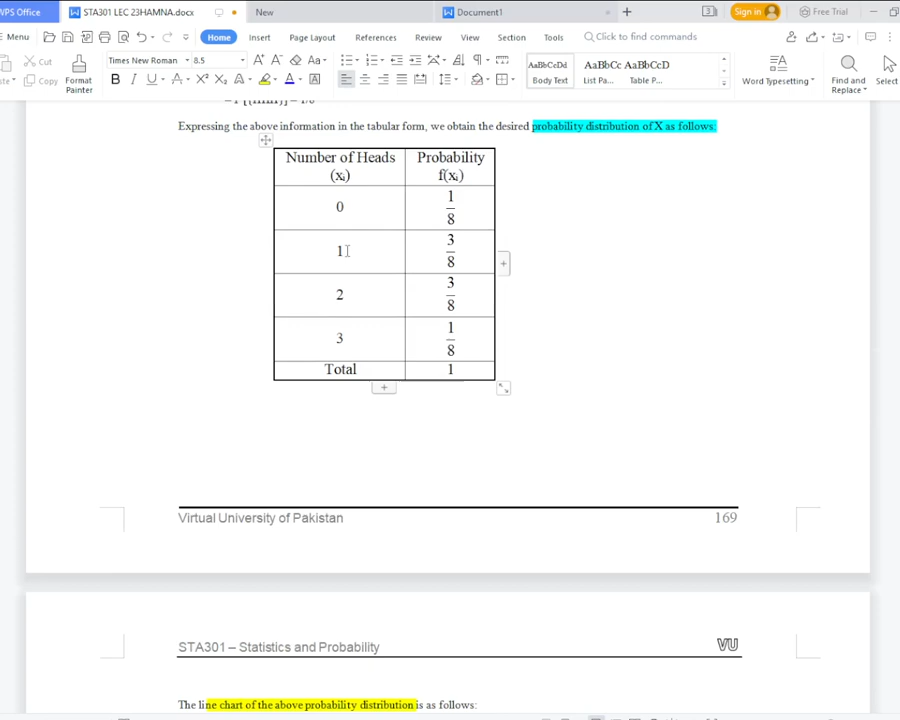 WPS Office
STA301 LEC 23HAMNA.docx
New
Document1
3
Sign in
Free Trial
Menu
Home
Insert
Page Layout
References
Review
View
Section
Tools
Click to find commands
Cut
Copy
Format
Painter
Times New Roman
8.5
AaBbCcDd
Body Text
AaBbCc
List Pa...
AaBbCcD
Table P...
Word Typesetting
Find and
Replace
Select
Expressing the above information in the tabular form, we obtain the desired probability distribution of X as follows:
Number of Heads
(xᵢ)
Probability
f(xᵢ)
0
1
8
1
3
8
2
3
8
3
1
8
Total
1
Virtual University of Pakistan
169
STA301 – Statistics and Probability
VU
The line chart of the above probability distribution is as follows: